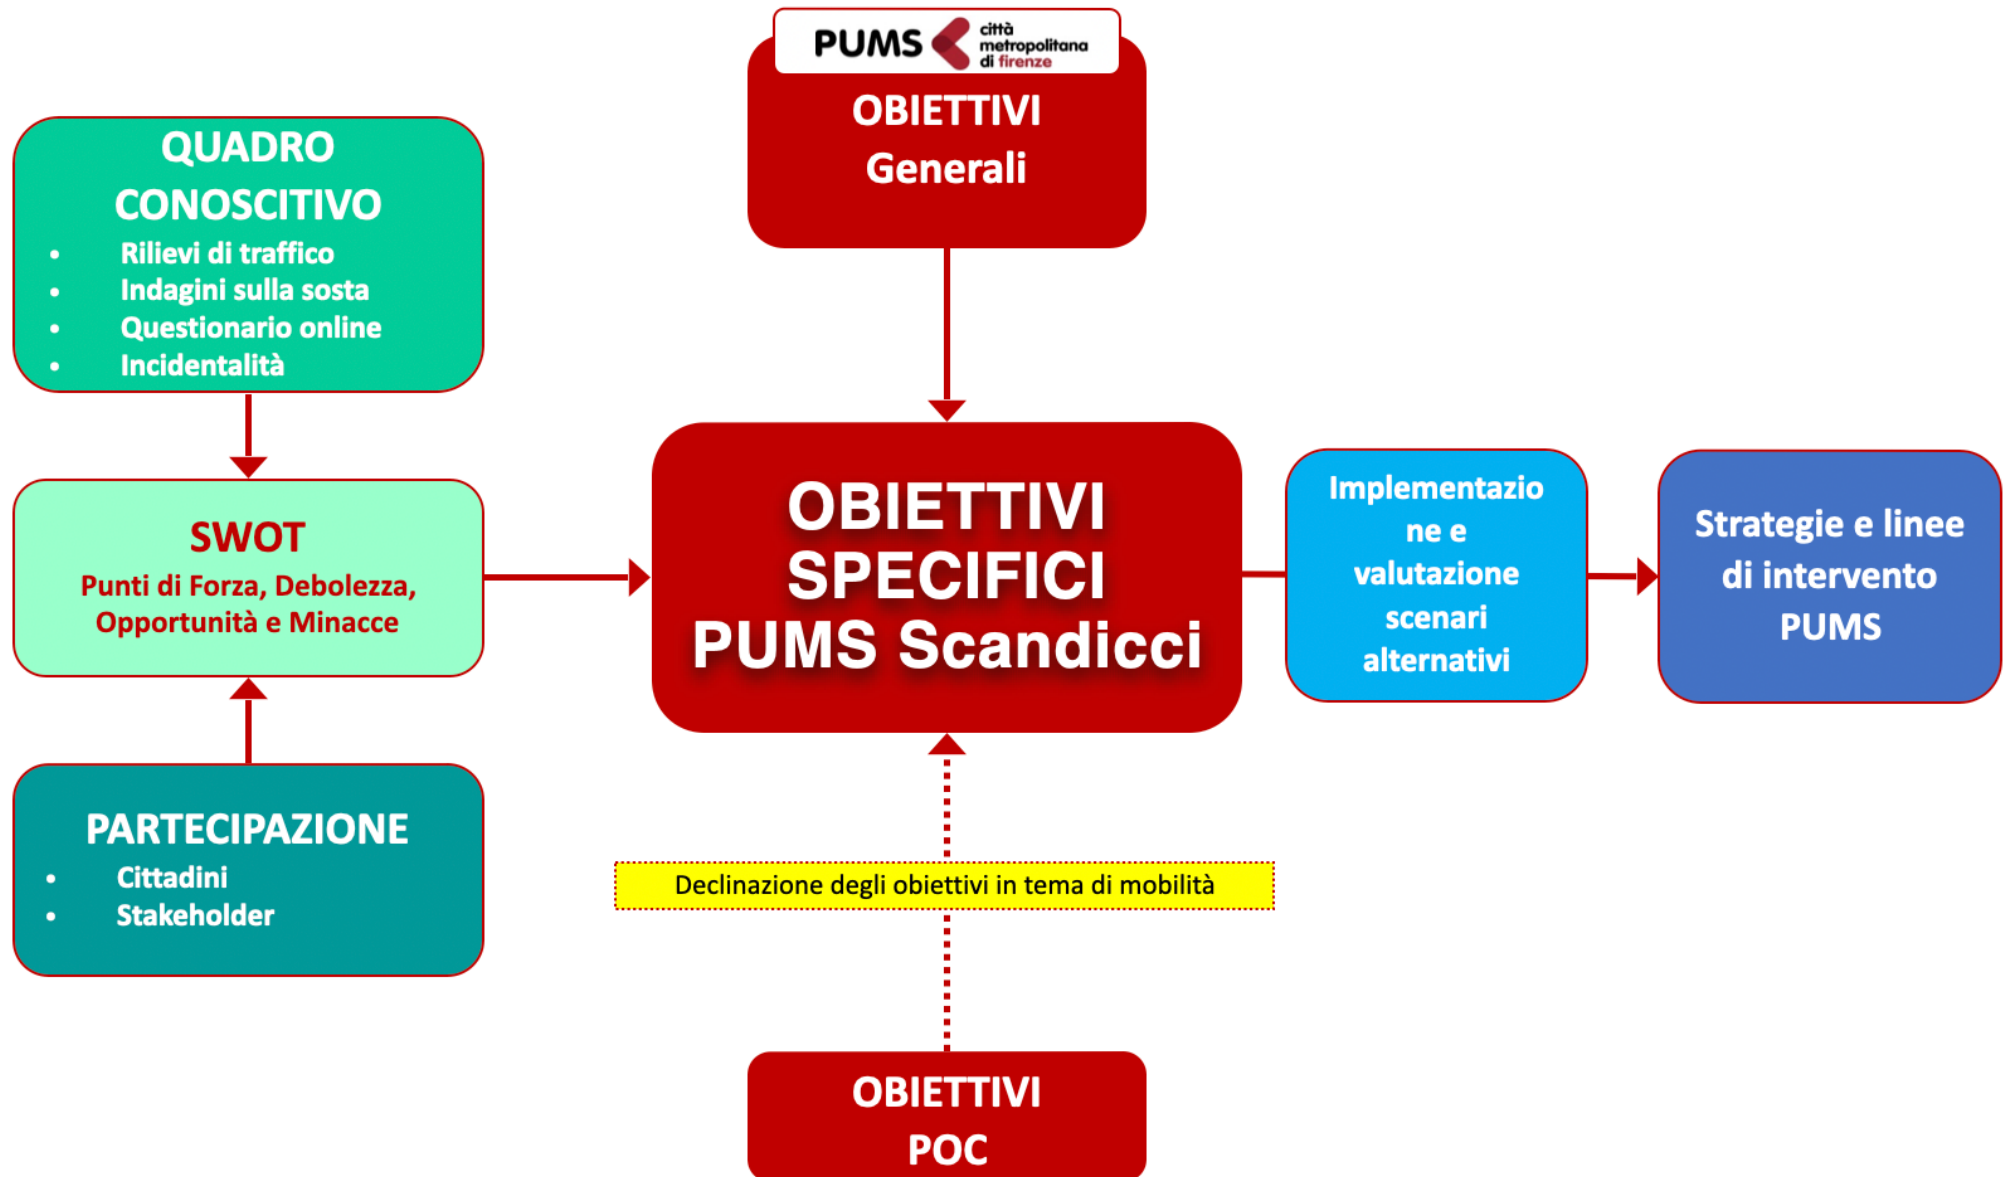 PUMS
città
metropolitana
di firenze
OBIETTIVI
Generali
QUADRO
CONOSCITIVO
• Rilievi di traffico
• Indagini sulla sosta
• Questionario online
• Incidentalità
SWOT
Punti di Forza, Debolezza,
Opportunità e Minacce
PARTECIPAZIONE
• Cittadini
• Stakeholder
OBIETTIVI
SPECIFICI
PUMS Scandicci
Implementazio
ne e
valutazione
scenari
alternativi
Strategie e linee
di intervento
PUMS
Declinazione degli obiettivi in tema di mobilità
OBIETTIVI
POC